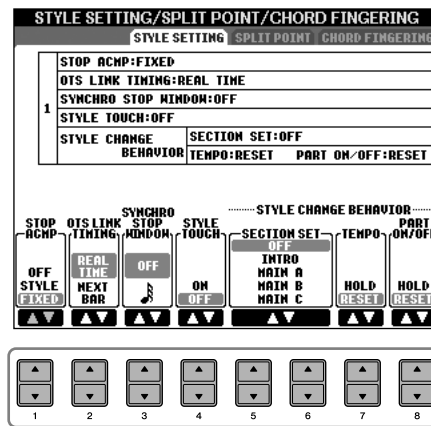 STYLE SETTING/SPLIT POINT/CHORD FINGERING
STYLE SETTING SPLIT POINT CHORD FINGERING
1
STOP ACMP:FIXED
OTS LINK TIMING:REAL TIME
SYNCHRO STOP WINDOW:OFF
STYLE TOUCH:OFF
STYLE CHANGE BEHAVIOR
SECTION SET:OFF
TEMPO:RESET PART ON/OFF:RESET
STOP ACMP
OFF
STYLE
FIXED
OTS LINK TIMING
REAL TIME
NEXT BAR
SYNCHRO STOP WINDOW
OFF
STYLE TOUCH
ON
OFF
STYLE CHANGE BEHAVIOR
SECTION SET
OFF
INTRO
MAIN A
MAIN B
MAIN C
TEMPO
HOLD
RESET
PART ON/OFF
HOLD
RESET
1 2 3 4 5 6 7 8